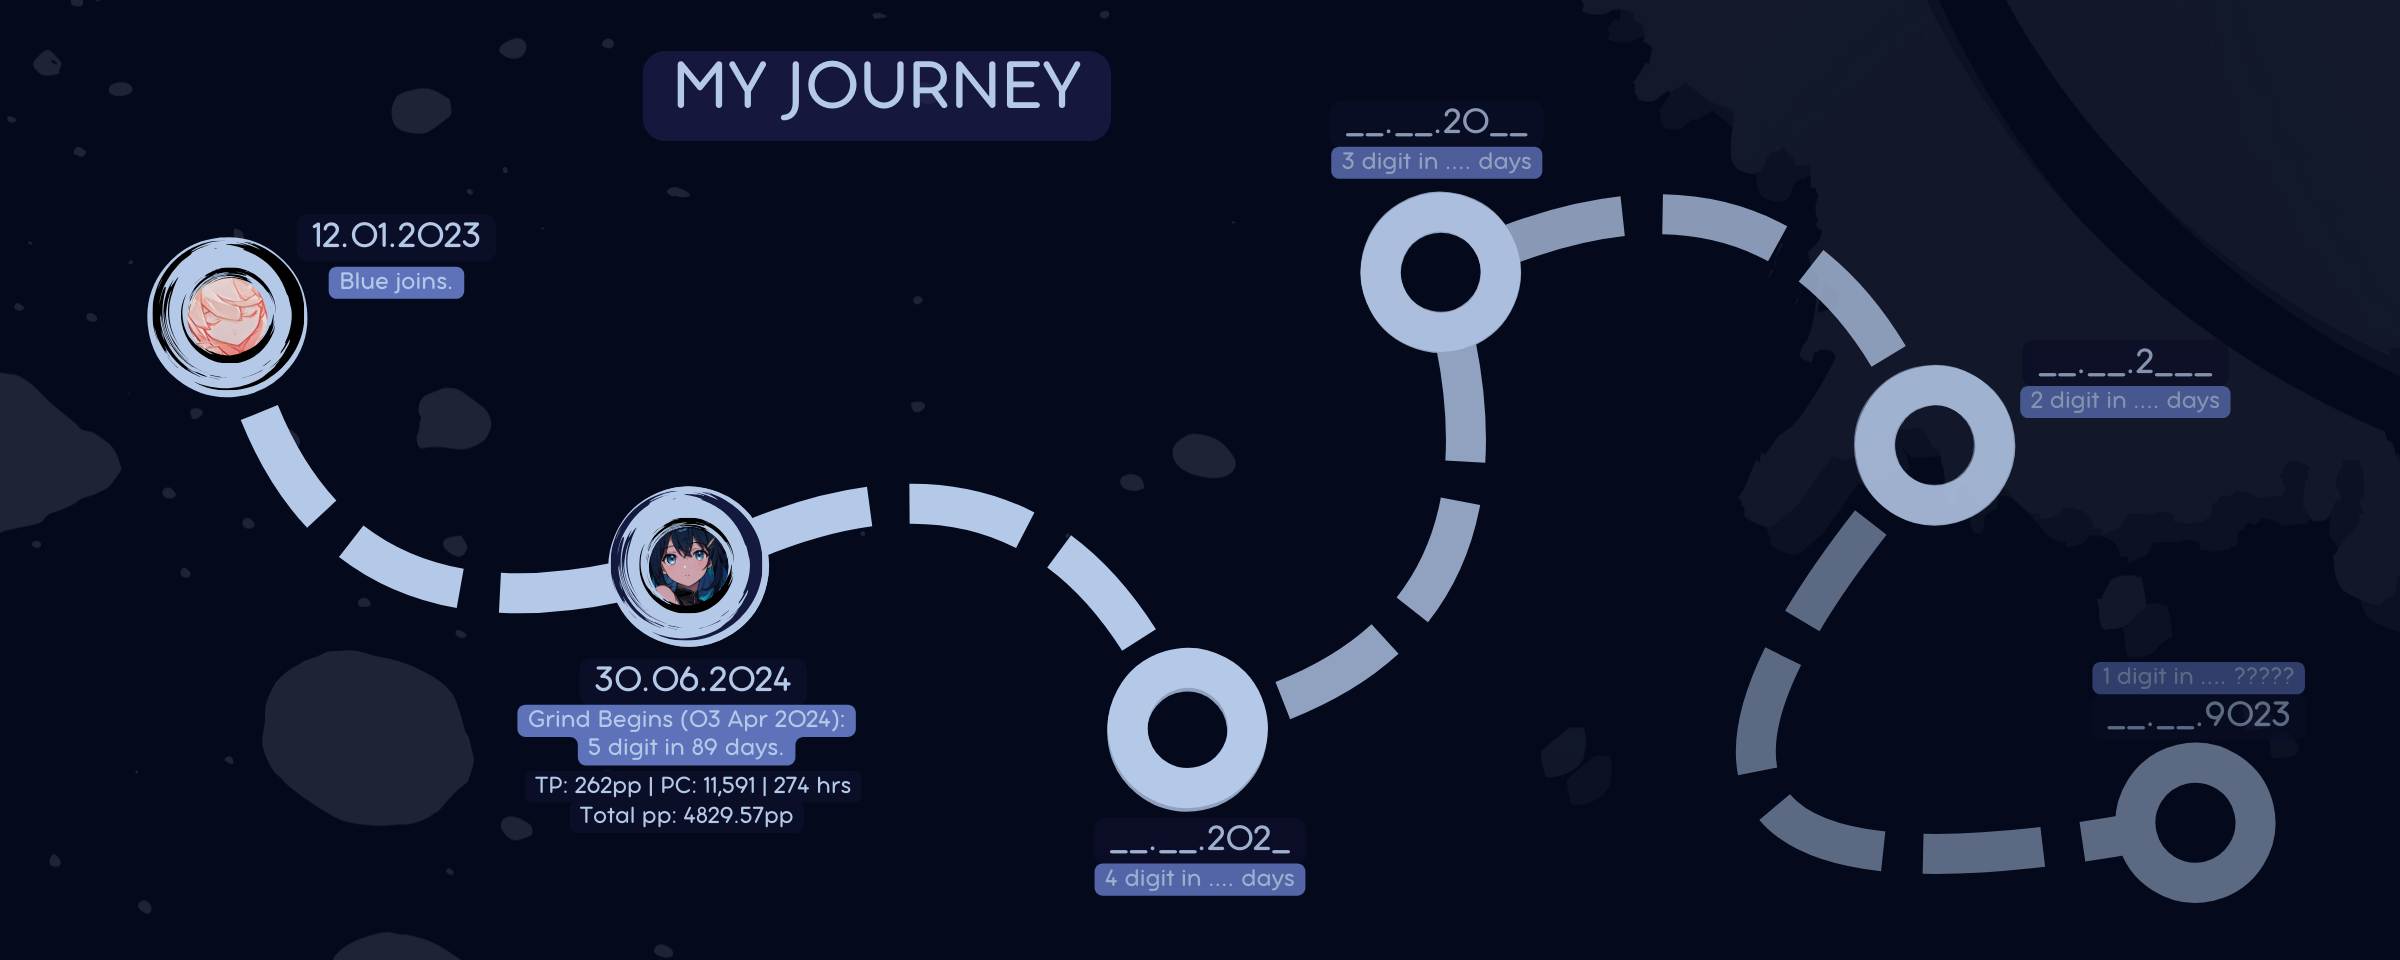 MY JOURNEY
12.01.2023
Blue joins.
30.06.2024
Grind Begins (03 Apr 2024):
5 digit in 89 days.
TP: 262pp | PC: 11,591 | 274 hrs
Total pp: 4829.57pp
__.__.202_
4 digit in .... days
__.__.20__
3 digit in .... days
__.__.2___
2 digit in .... days
1 digit in .... ?????
__.__.9023